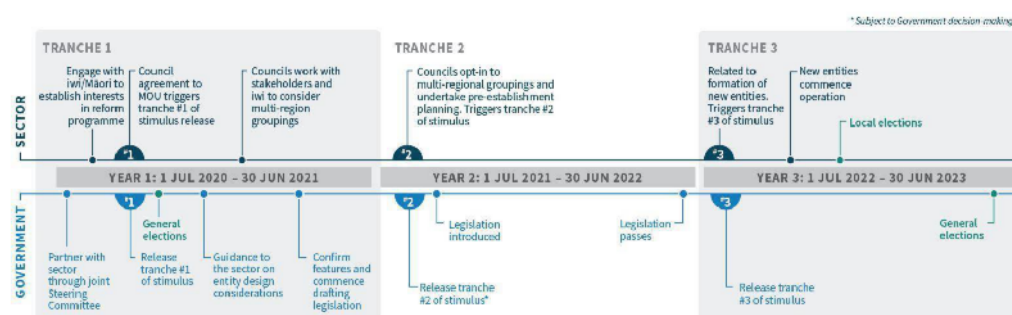 * Subject to Government decision-making
TRANCHE 1
TRANCHE 2
TRANCHE 3
SECTOR
Engage with
iwi/Māori to
establish interests
in reform
programme
Council
agreement to
MOU triggers
tranche #1 of
stimulus release
Councils work with
stakeholders and
iwi to consider
multi-region
groupings
Councils opt-in to
multi-regional groupings and
undertake pre-establishment
planning. Triggers tranche #2
of stimulus
Related to
formation of
new entities.
Triggers tranche
#3 of stimulus
New entities
commence
operation
Local elections
#1
#2
#3
YEAR 1: 1 JUL 2020 – 30 JUN 2021
YEAR 2: 1 JUL 2021 – 30 JUN 2022
YEAR 3: 1 JUL 2022 – 30 JUN 2023
GOVERNMENT
#1
#2
#3
Partner with
sector
through joint
Steering
Committee
Release
tranche #1
of stimulus
General
elections
Guidance to
the sector on
entity design
considerations
Confirm
features and
commence
drafting
legislation
Release tranche
#2 of stimulus*
Legislation
introduced
Legislation
passes
Release tranche
#3 of stimulus
General
elections